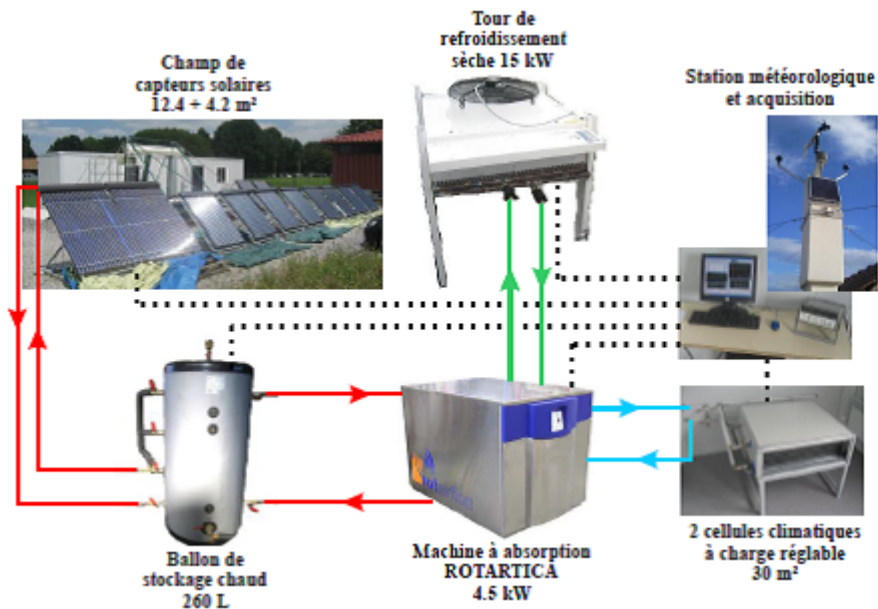 Tour de
refroidissement
sèche 15 kW
Champ de
capteurs solaires
12.4 + 4.2 m²
Station météorologique
et acquisition
Ballon de
stockage chaud
260 L
Machine à absorption
ROTARTICA
4.5 kW
2 cellules climatiques
à charge réglable
30 m²